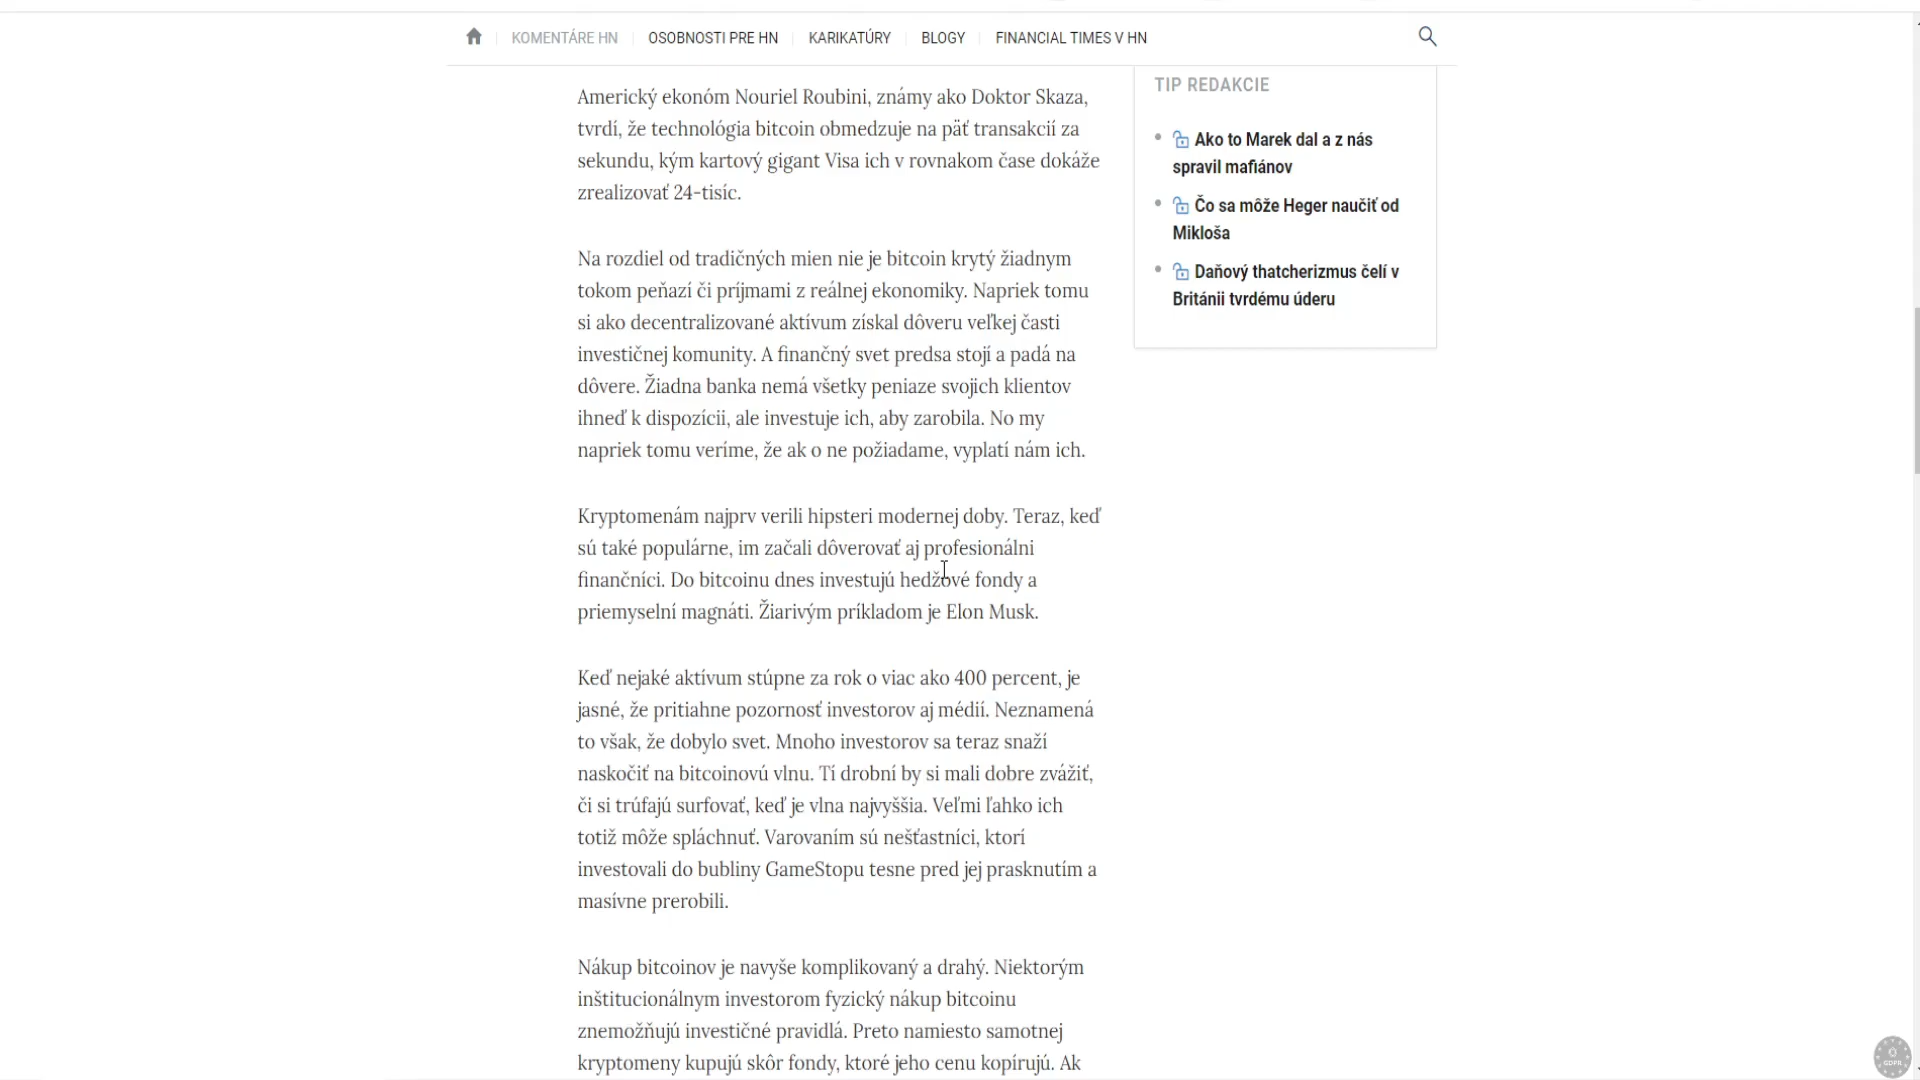 KOMENTÁRE HN
OSOBNOSTI PRE HN
KARIKATÚRY
BLOGY
FINANCIAL TIMES V HN
Americký ekonóm Nouriel Roubini, známy ako Doktor Skaza,
tvrdí, že technológia bitcoin obmedzuje na päť transakcií za
sekundu, kým kartový gigant Visa ich v rovnakom čase dokáže
zrealizovať 24-tisíc.
Na rozdiel od tradičných mien nie je bitcoin krytý žiadnym
tokom peňazí či príjmami z reálnej ekonomiky. Napriek tomu
si ako decentralizované aktívum získal dôveru veľkej časti
investičnej komunity. A finančný svet predsa stojí a padá na
dôvere. Žiadna banka nemá všetky peniaze svojich klientov
ihneď k dispozícii, ale investuje ich, aby zarobila. No my
napriek tomu veríme, že ak o ne požiadame, vyplatí nám ich.
Kryptomenám najprv verili hipsteri modernej doby. Teraz, keď
sú také populárne, im začali dôverovať aj profesionálni
finančníci. Do bitcoinu dnes investujú hedžové fondy a
priemyselní magnáti. Žiarivým príkladom je Elon Musk.
Keď nejaké aktívum stúpne za rok o viac ako 400 percent, je
jasné, že pritiahne pozornosť investorov aj médií. Neznamená
to však, že dobylo svet. Mnoho investorov sa teraz snaží
naskočiť na bitcoinovú vlnu. Tí drobní by si mali dobre zvážiť,
či si trúfajú surfovať, keď je vlna najvyššia. Veľmi ľahko ich
totiž môže spláchnuť. Varovaním sú nešťastníci, ktorí
investovali do bubliny GameStopu tesne pred jej prasknutím a
masívne prerobili.
Nákup bitcoinov je navyše komplikovaný a drahý. Niektorým
inštitucionálnym investorom fyzický nákup bitcoinu
znemožňujú investičné pravidlá. Preto namiesto samotnej
kryptomeny kupujú skôr fondy, ktoré jeho cenu kopírujú. Ak
TIP REDAKCIE
Ako to Marek dal a z nás
spravil mafiánov
Čo sa môže Heger naučiť od
Mikloša
Daňový thatcherizmus čelí v
Británii tvrdému úderu
GDPR